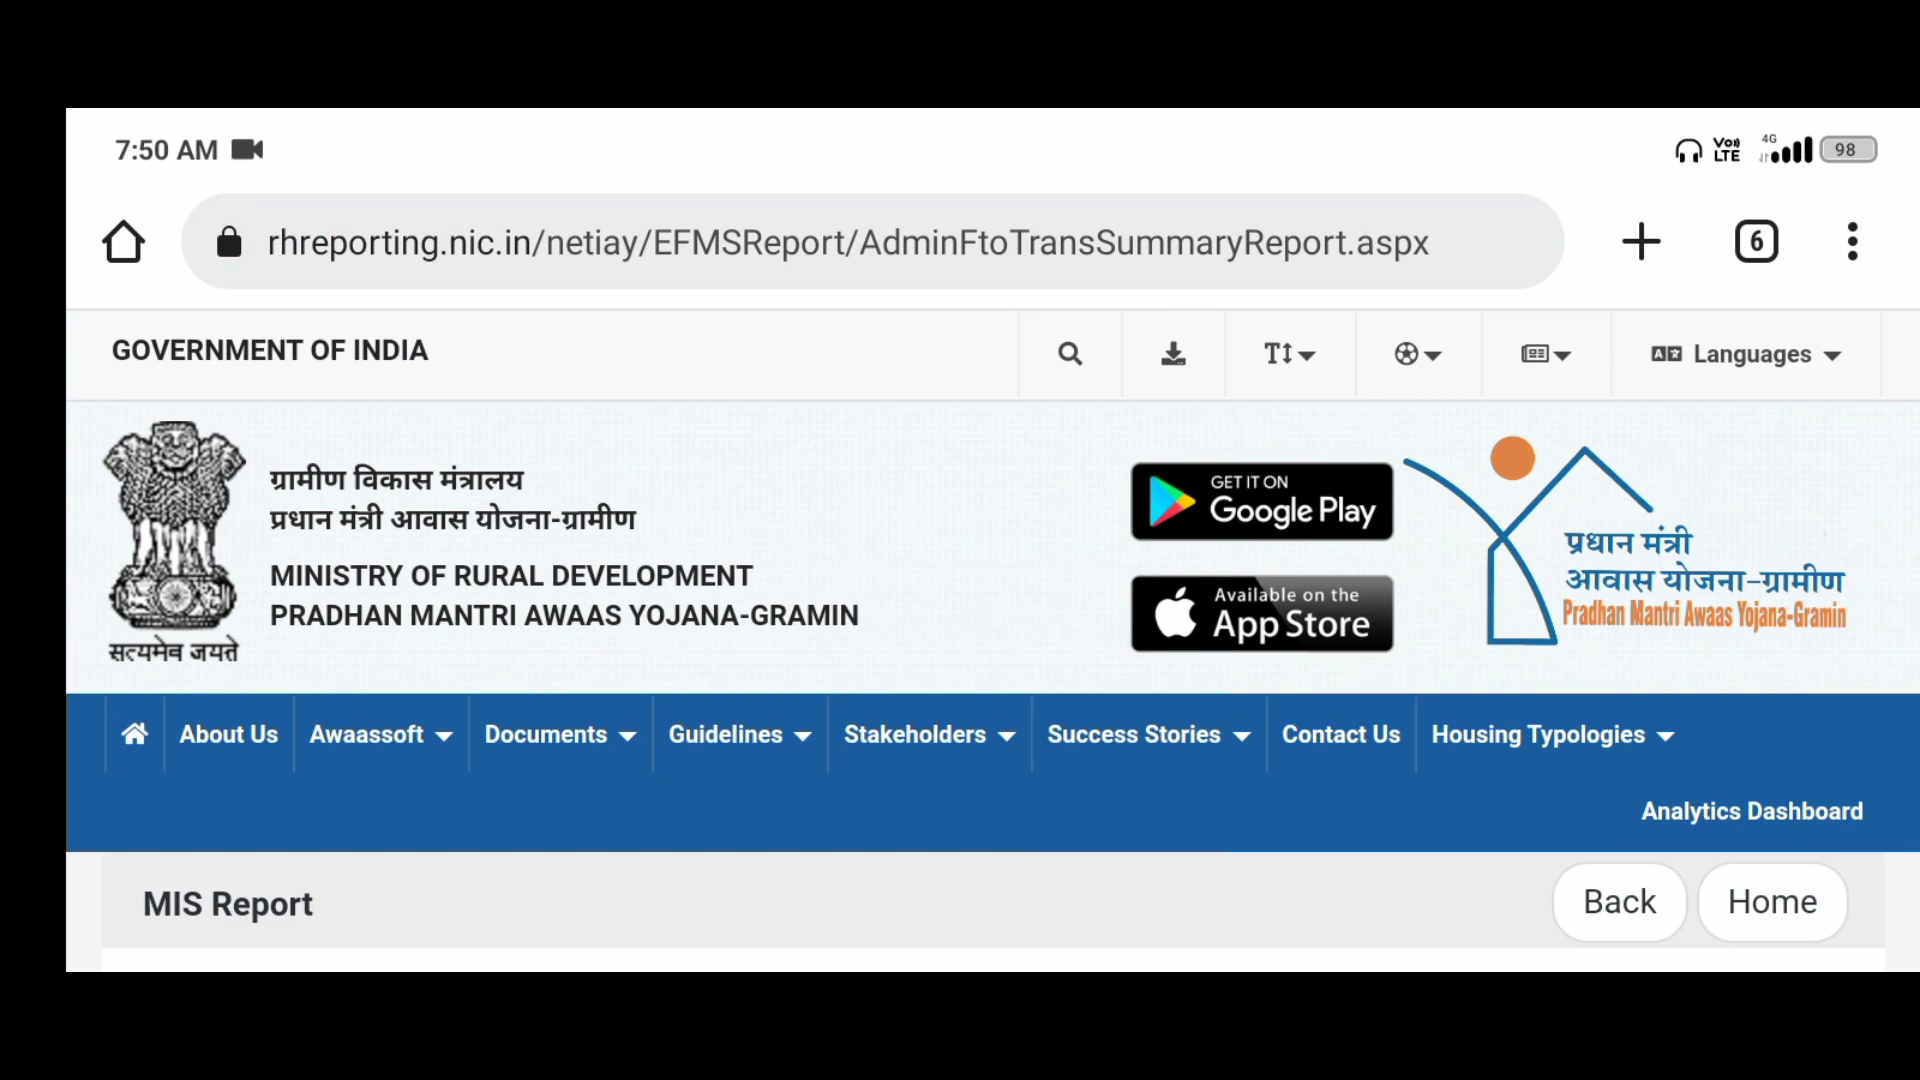 7:50 AM
Vo)) LTE 4G 98
rhreporting.nic.in/netiay/EFMSReport/AdminFtoTransSummaryReport.aspx
6
GOVERNMENT OF INDIA
Languages
ग्रामीण विकास मंत्रालय
प्रधान मंत्री आवास योजना-ग्रामीण
MINISTRY OF RURAL DEVELOPMENT
PRADHAN MANTRI AWAAS YOJANA-GRAMIN
सत्यमेव जयते
GET IT ON
Google Play
Available on the
App Store
प्रधान मंत्री
आवास योजना-ग्रामीण
Pradhan Mantri Awaas Yojana-Gramin
About Us Awaassoft Documents Guidelines Stakeholders Success Stories Contact Us Housing Typologies
Analytics Dashboard
MIS Report
Back Home